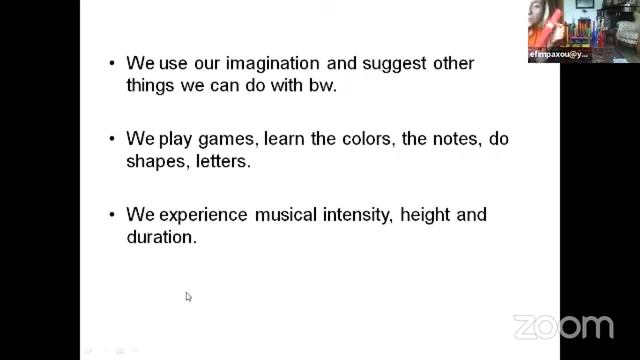 efimpaxou@y...
• We use our imagination and suggest other
things we can do with bw.
• We play games, learn the colors, the notes, do
shapes, letters.
• We experience musical intensity, height and
duration.
zoom